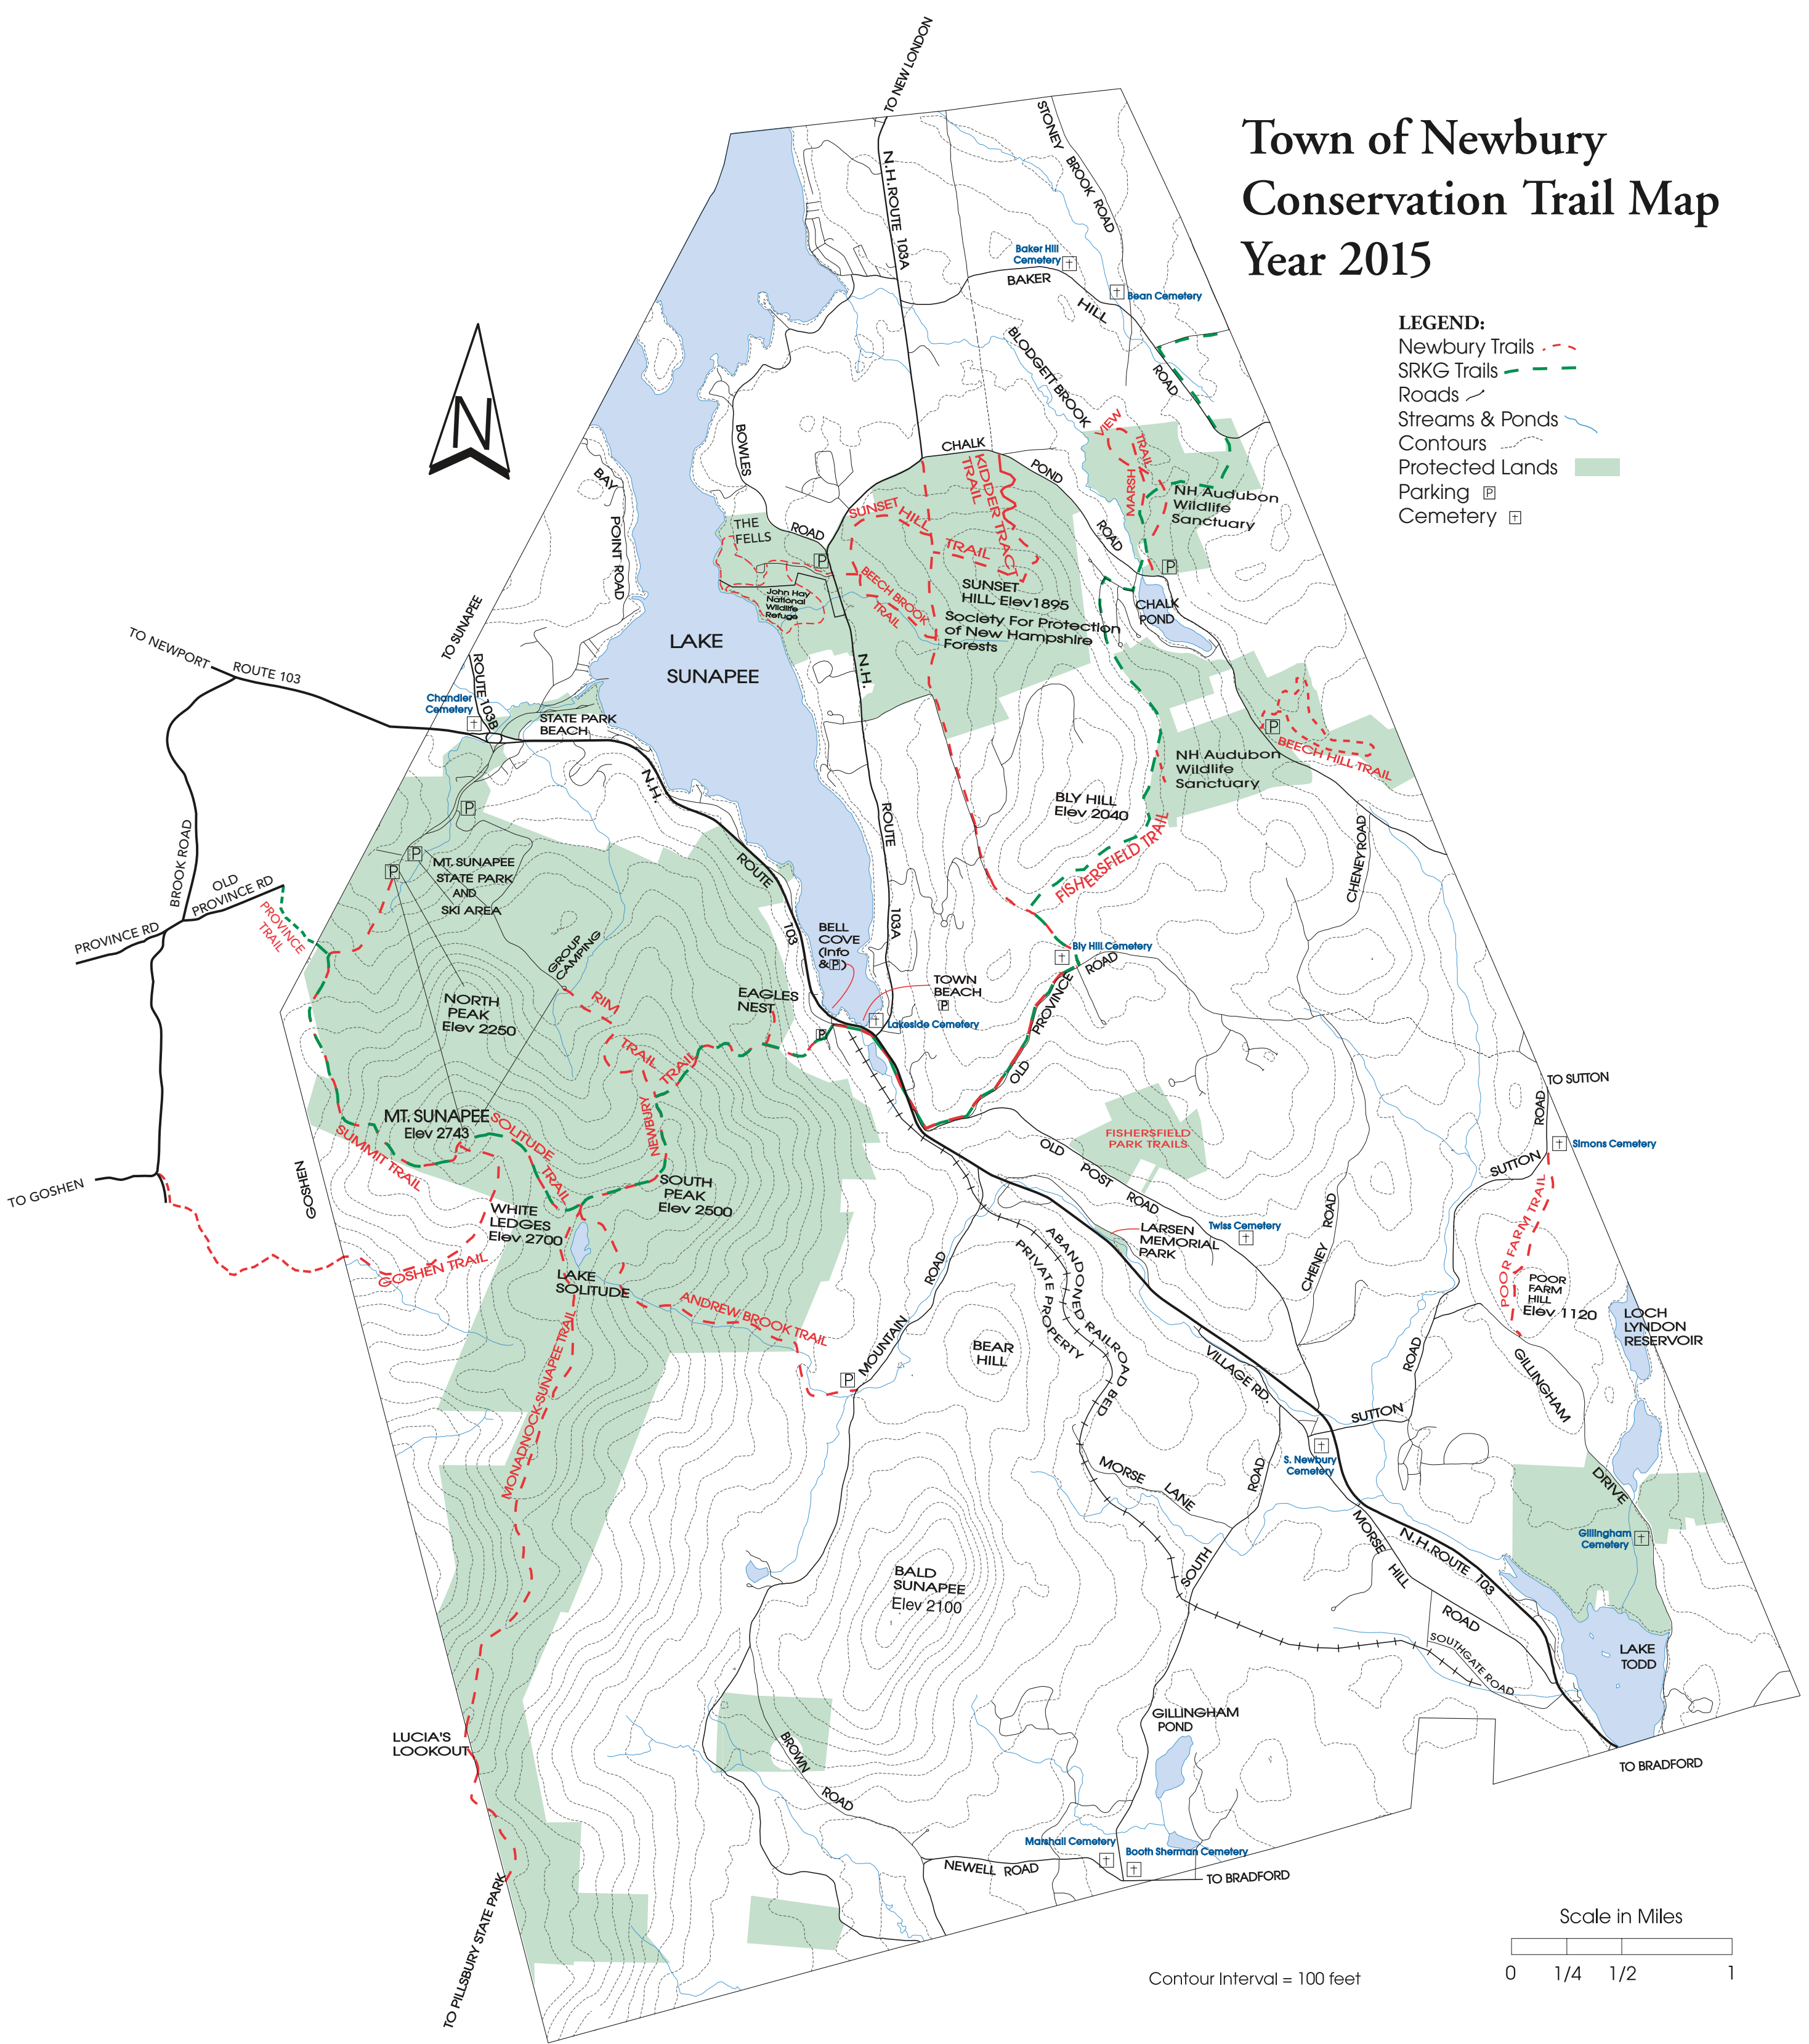 Town of Newbury
Conservation Trail Map
Year 2015
LEGEND:
Newbury Trails
SRKG Trails
Roads
Streams & Ponds
Contours
Protected Lands
Parking P
Cemetery
N
TO NEW LONDON
N.H.ROUTE 103A
STONEY BROOK ROAD
Baker Hill
Cemetery
BAKER
HILL
ROAD
Bean Cemetery
BLODGETT BROOK
BOWLES
ROAD
CHALK
POND
ROAD
VIEW
TRAIL
MARSH
NH Audubon
Wildlife
Sanctuary
KIDDER TRACT
TRAIL
SUNSET HILL
TRAIL
THE
FELLS
P
P
BAY
POINT ROAD
BEECH BROOK
TRAIL
SUNSET
HILL, Elev1895
John Hay
National
Wildlife
Refuge
Society For Protection
of New Hampshire
Forests
CHALK
POND
LAKE
SUNAPEE
TO SUNAPEE
TO NEWPORT
ROUTE 103
ROUTE 103B
Chandler
Cemetery
STATE PARK
BEACH
N.H.
ROUTE
103
N.H.
ROUTE
103A
P
BEECH HILL TRAIL
NH Audubon
Wildlife
Sanctuary
BLY HILL
Elev 2040
FISHERSFIELD TRAIL
CHENEY ROAD
P
P
P
MT. SUNAPEE
STATE PARK
AND
SKI AREA
BROOK ROAD
OLD
PROVINCE RD
PROVINCE RD
PROVINCE
TRAIL
GROUP
CAMPING
BELL
COVE
(Info
&P)
TOWN
BEACH
P
Bly Hill Cemetery
ROAD
PROVINCE
OLD
NORTH
PEAK
Elev 2250
RIM
TRAIL
EAGLES
NEST
P
Lakeside Cemetery
TRAIL
NEWBURY
MT. SUNAPEE
Elev 2743
SOLITUDE
TRAIL
SUMMIT TRAIL
SOUTH
PEAK
Elev 2500
WHITE
LEDGES
Elev 2700
GOSHEN
TO GOSHEN
GOSHEN TRAIL
LAKE
SOLITUDE
ANDREW BROOK TRAIL
P
MOUNTAIN
ROAD
FISHERSFIELD
PARK TRAILS
OLD
POST
ROAD
Twiss Cemetery
LARSEN
MEMORIAL
PARK
CHENEY
ROAD
TO SUTTON
ROAD
SUTTON
Simons Cemetery
POOR FARM TRAIL
POOR
FARM
HILL
Elev 1120
LOCH
LYNDON
RESERVOIR
ABANDONED RAILROAD BED
PRIVATE PROPERTY
BEAR
HILL
VILLAGE RD.
SUTTON
ROAD
GILLINGHAM
DRIVE
S. Newbury
Cemetery
MONADNOCK-SUNAPEE TRAIL
MORSE
LANE
SOUTH
ROAD
MORSE
HILL
ROAD
N.H.ROUTE 103
SOUTHGATE ROAD
Gillingham
Cemetery
BALD
SUNAPEE
Elev 2100
LAKE
TODD
LUCIA'S
LOOKOUT
BROWN
ROAD
GILLINGHAM
POND
TO BRADFORD
Marshall Cemetery
Booth Sherman Cemetery
NEWELL ROAD
TO BRADFORD
TO PILLSBURY STATE PARK
Contour Interval = 100 feet
Scale in Miles
0 1/4 1/2 1